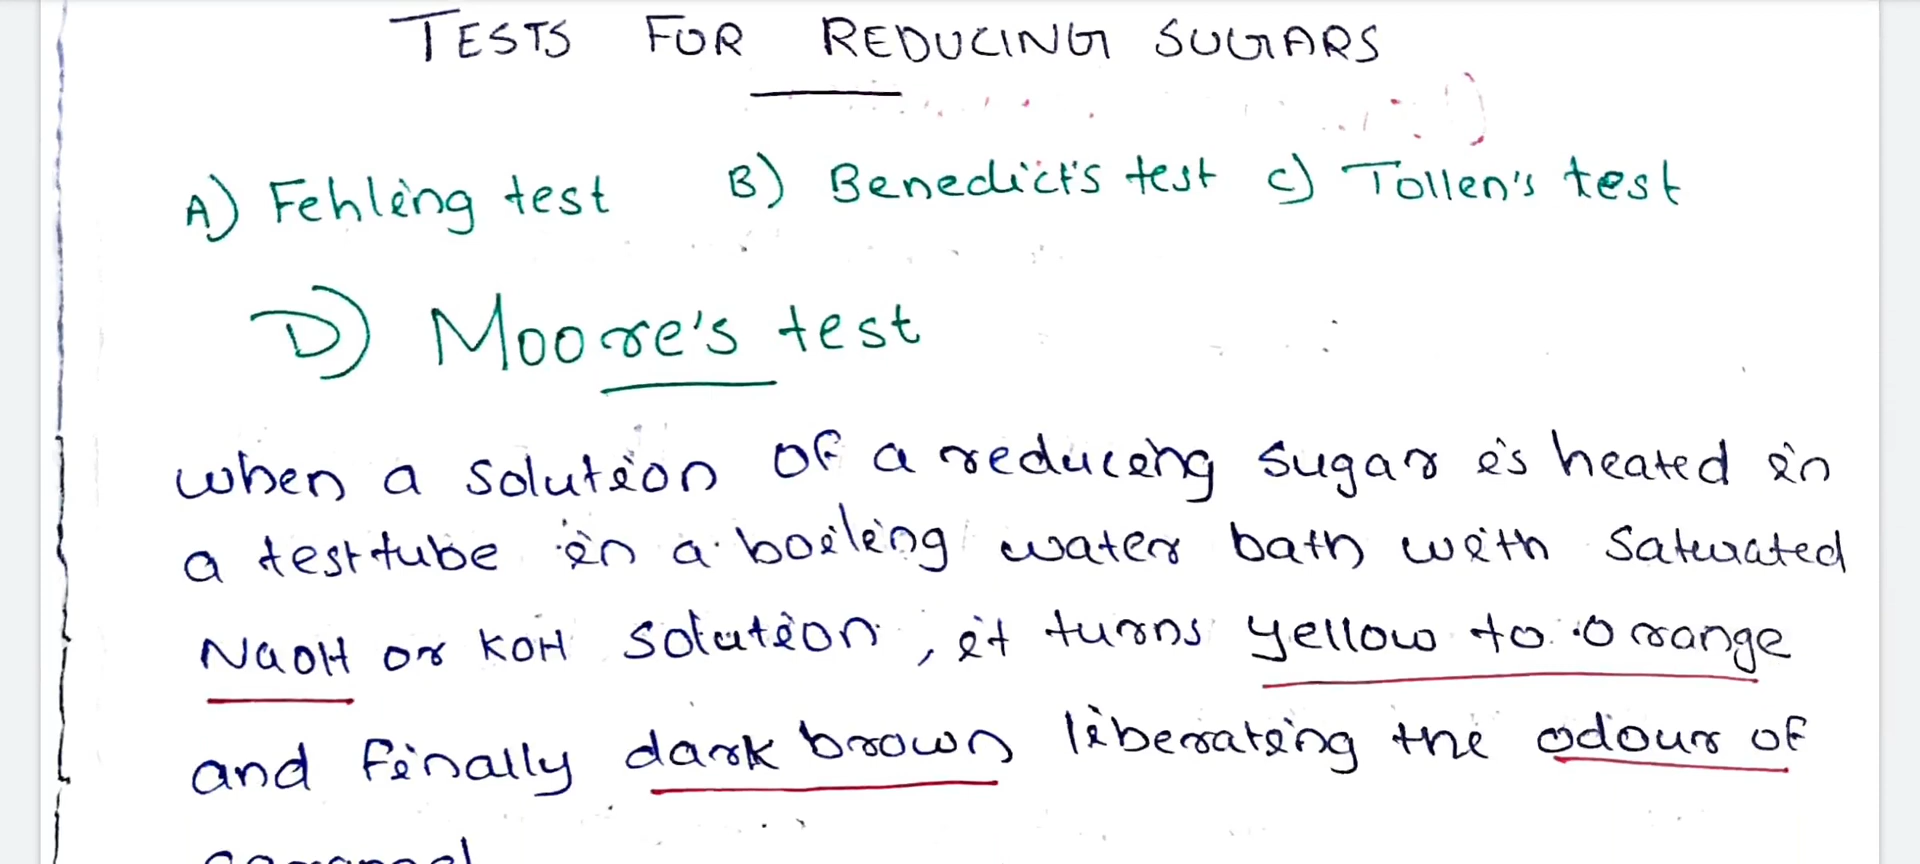 TESTS FOR REDUCING SUGARS
A) Fehling test B) Benedict's test C) Tollen's test
D) Moore's test
when a solution of a reducing sugar is heated in
a testtube in a boiling water bath with saturated
NaOH or KOH solution, it turns yellow to orange
and finally dark brown liberating the odour of